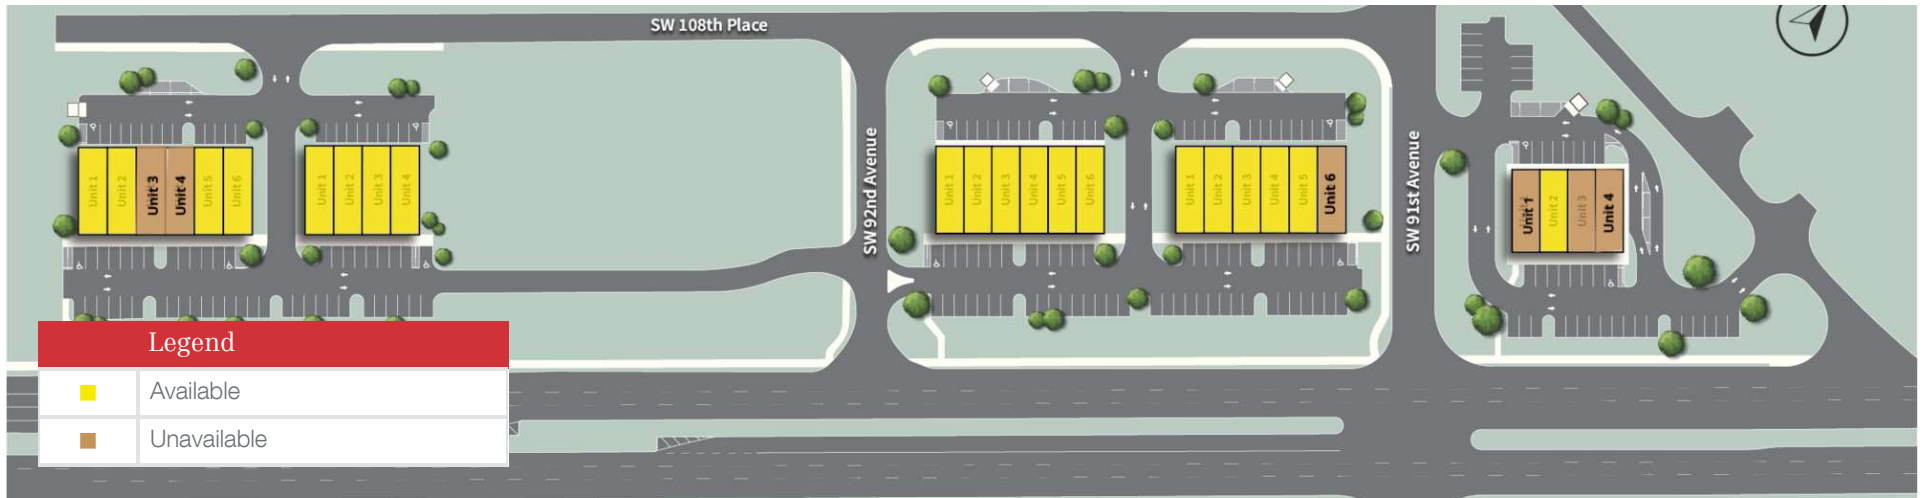 SW 108th Place
SW 92nd Avenue
SW 91st Avenue
Unit 1
Unit 2
Unit 3
Unit 4
Unit 5
Unit 6
Unit 1
Unit 2
Unit 3
Unit 4
Unit 1
Unit 2
Unit 3
Unit 4
Unit 5
Unit 6
Unit 1
Unit 2
Unit 3
Unit 4
Unit 5
Unit 6
Unit 1
Unit 2
Unit 3
Unit 4
Legend
Available
Unavailable